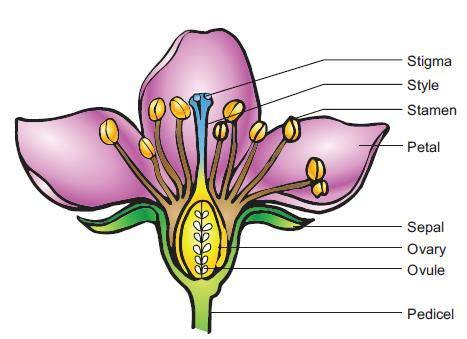 Stigma
Style
Stamen
Petal
Sepal
Ovary
Ovule
Pedicel